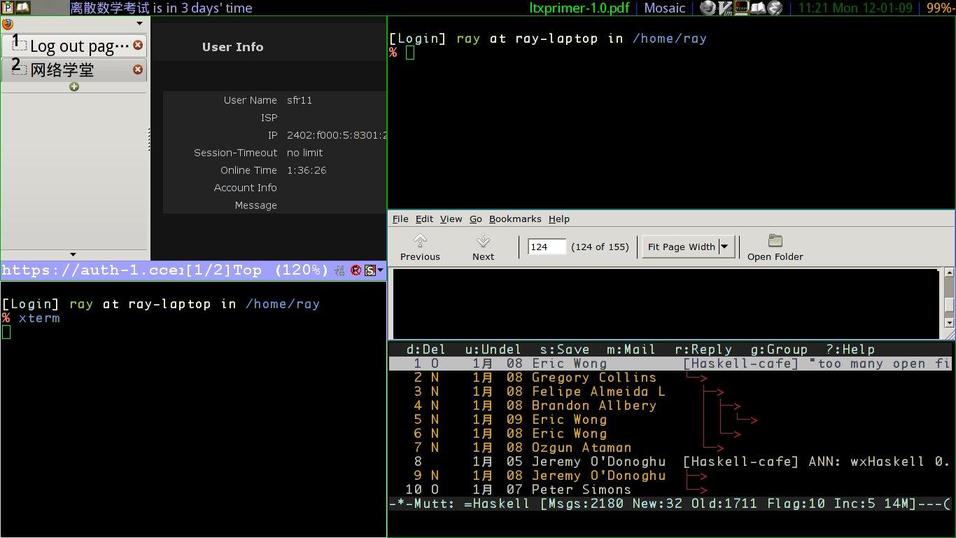 离散数学考试 is in 3 days' time
ltxprimer-1.0.pdf | Mosaic | 11:21 Mon 12-01-09 | 99%-
1 Log out pag···
2 网络学堂
User Info
User Name sfr11
ISP
IP 2402:f000:5:8301:2
Session-Timeout no limit
Online Time 1:36:26
Account Info
Message
https://auth-1.ccer[1/2]Top (120%)
[Login] ray at ray-laptop in /home/ray
% xterm
[Login] ray at ray-laptop in /home/ray
%
File Edit View Go Bookmarks Help
Previous Next 124 (124 of 155) Fit Page Width Open Folder
d:Del u:Undel s:Save m:Mail r:Reply g:Group ?:Help
1 O 1月 08 Eric Wong [Haskell-cafe] "too many open fi
2 N 1月 08 Gregory Collins
3 N 1月 08 Felipe Almeida L
4 N 1月 08 Brandon Allbery
5 N 1月 09 Eric Wong
6 N 1月 08 Eric Wong
7 N 1月 08 Ozgun Ataman
8 1月 05 Jeremy O'Donoghu [Haskell-cafe] ANN: wxHaskell 0.
9 N 1月 08 Jeremy O'Donoghu
10 O 1月 07 Peter Simons
-*-Mutt: =Haskell [Msgs:2180 New:32 Old:1711 Flag:10 Inc:5 14M]---(